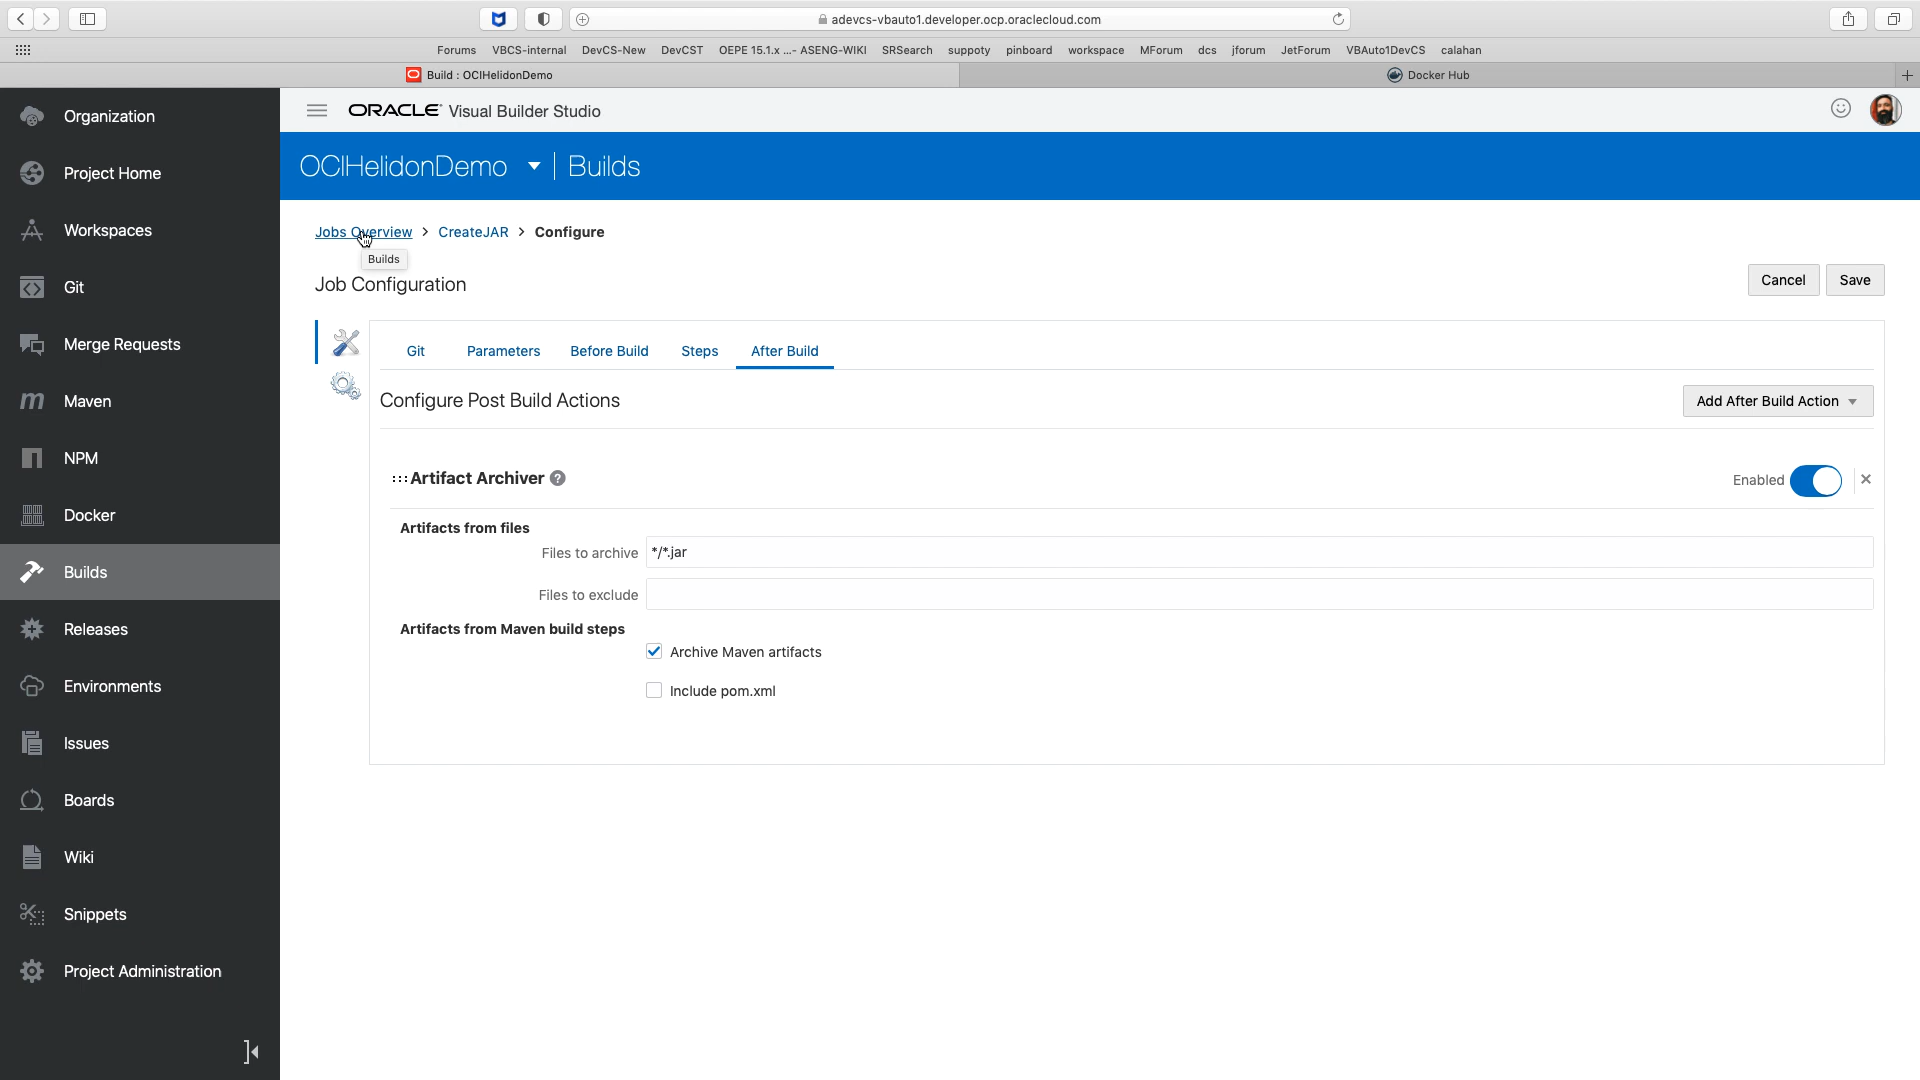 adevcs-vbauto1.developer.ocp.oraclecloud.com
Forums VBCS-internal DevCS-New DevCST OEPE 15.1.x ...- ASENG-WIKI SRSearch suppoty pinboard workspace MForum dcs jforum JetForum VBAuto1DevCS calahan
Build : OCIHelidonDemo
Docker Hub
ORACLE Visual Builder Studio
OCIHelidonDemo | Builds
Organization
Project Home
Workspaces
Git
Merge Requests
Maven
NPM
Docker
Builds
Releases
Environments
Issues
Boards
Wiki
Snippets
Project Administration
Jobs Overview > CreateJAR > Configure
Builds
Job Configuration
Cancel Save
Git Parameters Before Build Steps After Build
Configure Post Build Actions
Add After Build Action
Artifact Archiver ?
Enabled
Artifacts from files
Files to archive */*.jar
Files to exclude
Artifacts from Maven build steps
Archive Maven artifacts
Include pom.xml